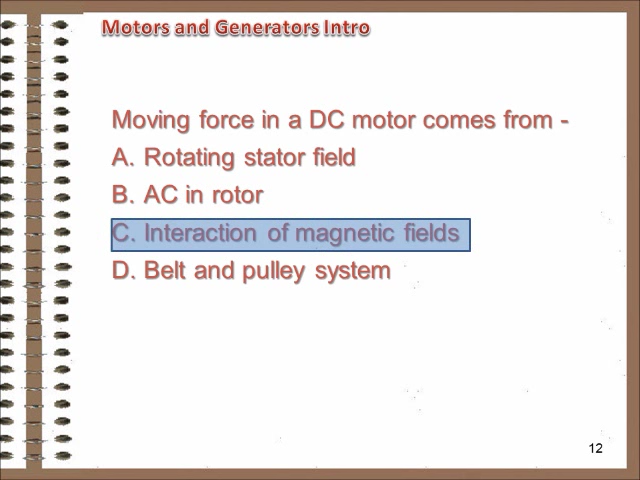 Motors and Generators Intro
Moving force in a DC motor comes from -
A. Rotating stator field
B. AC in rotor
C. Interaction of magnetic fields
D. Belt and pulley system
12